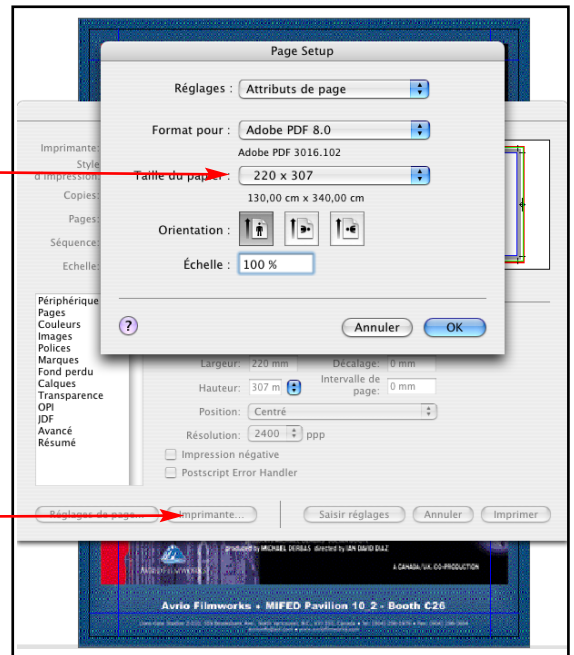 Page Setup
Réglages : Attributs de page
Format pour : Adobe PDF 8.0
Adobe PDF 3016.102
Taille du papier : 220 x 307
130,00 cm x 340,00 cm
Orientation :
Échelle : 100 %
?
Annuler OK
Imprimante:
Style
d'impression:
Copies:
Pages:
Séquence:
Echelle:
Périphérique
Pages
Couleurs
Images
Polices
Marques
Fond perdu
Calques
Transparence
OPI
JDF
Avancé
Résumé
Largeur: 220 mm Décalage: 0 mm
Hauteur: 307 m Intervalle de page: 0 mm
Position: Centré
Résolution: 2400 ppp
Impression négative
Postscript Error Handler
Réglages de page... Imprimante... Saisir réglages Annuler Imprimer
produced by MICHAEL DERBAS directed by IAN DAVID DIAZ
A CANADA/UK CO-PRODUCTION
Avrio Filmworks + MIFED Pavilion 10_2 - Booth C26